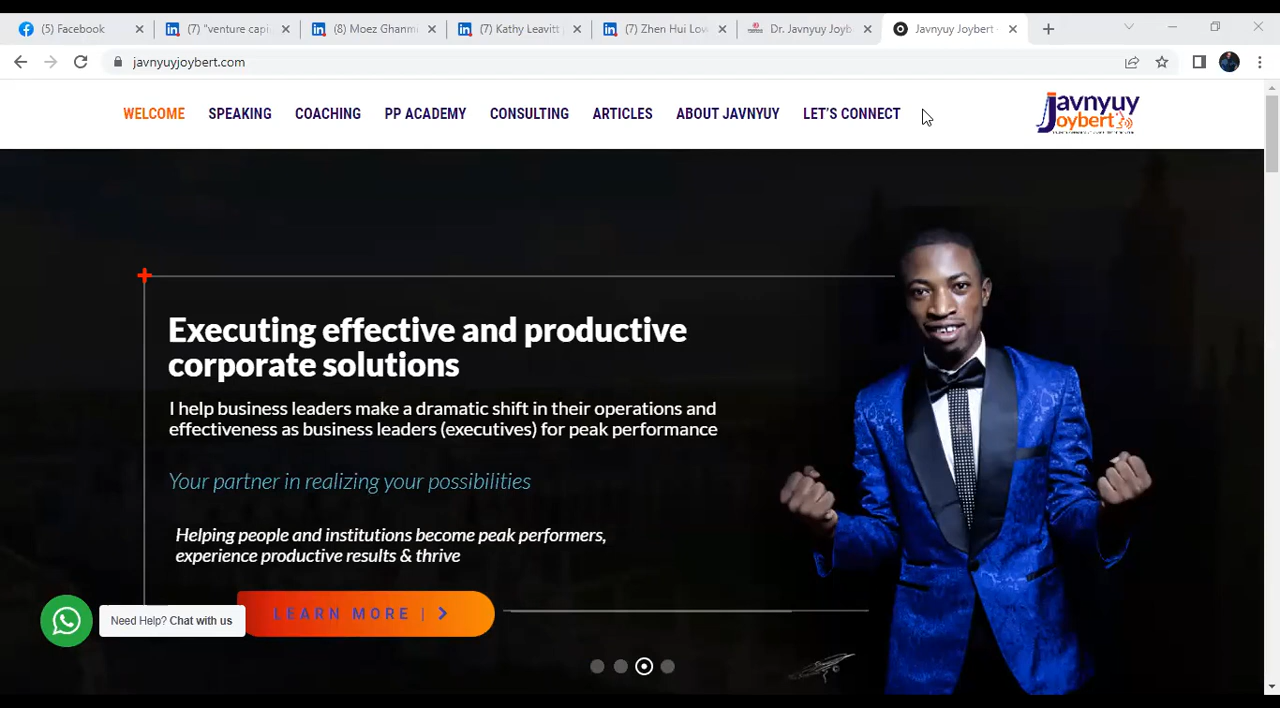 (5) Facebook
(7) "venture capi
(8) Moez Ghanm
(7) Kathy Leavitt |
(7) Zhen Hui Low
Dr. Javnyuy Joyb
Javnyuy Joybert
javnyuyjoybert.com
WELCOME
SPEAKING
COACHING
PP ACADEMY
CONSULTING
ARTICLES
ABOUT JAVNYUY
LET'S CONNECT
Javnyuy
Joybert
Executing effective and productive
corporate solutions
I help business leaders make a dramatic shift in their operations and
effectiveness as business leaders (executives) for peak performance
Your partner in realizing your possibilities
Helping people and institutions become peak performers,
experience productive results & thrive
LEARN MORE |
Need Help? Chat with us